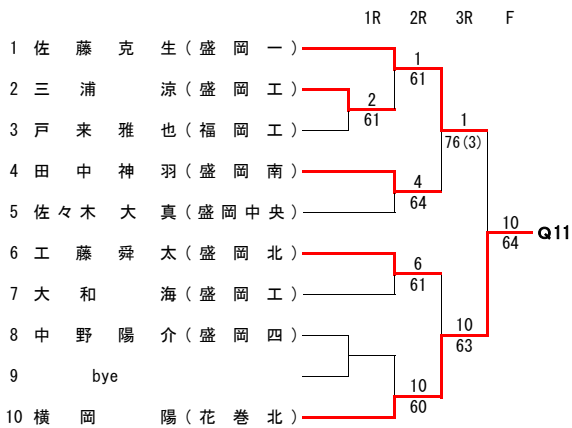 1R 2R 3R F
1 佐藤克生(盛岡一)
1
61
2 三浦涼(盛岡工)
2
61
3 戸来雅也(福岡工)
1
76(3)
4 田中神羽(盛岡南)
4
64
5 佐々木大真(盛岡中央)
10
64
Q11
6 工藤舜太(盛岡北)
6
61
7 大和海(盛岡工)
8 中野陽介(盛岡四)
10
63
9 bye
10
60
10 横岡陽(花巻北)